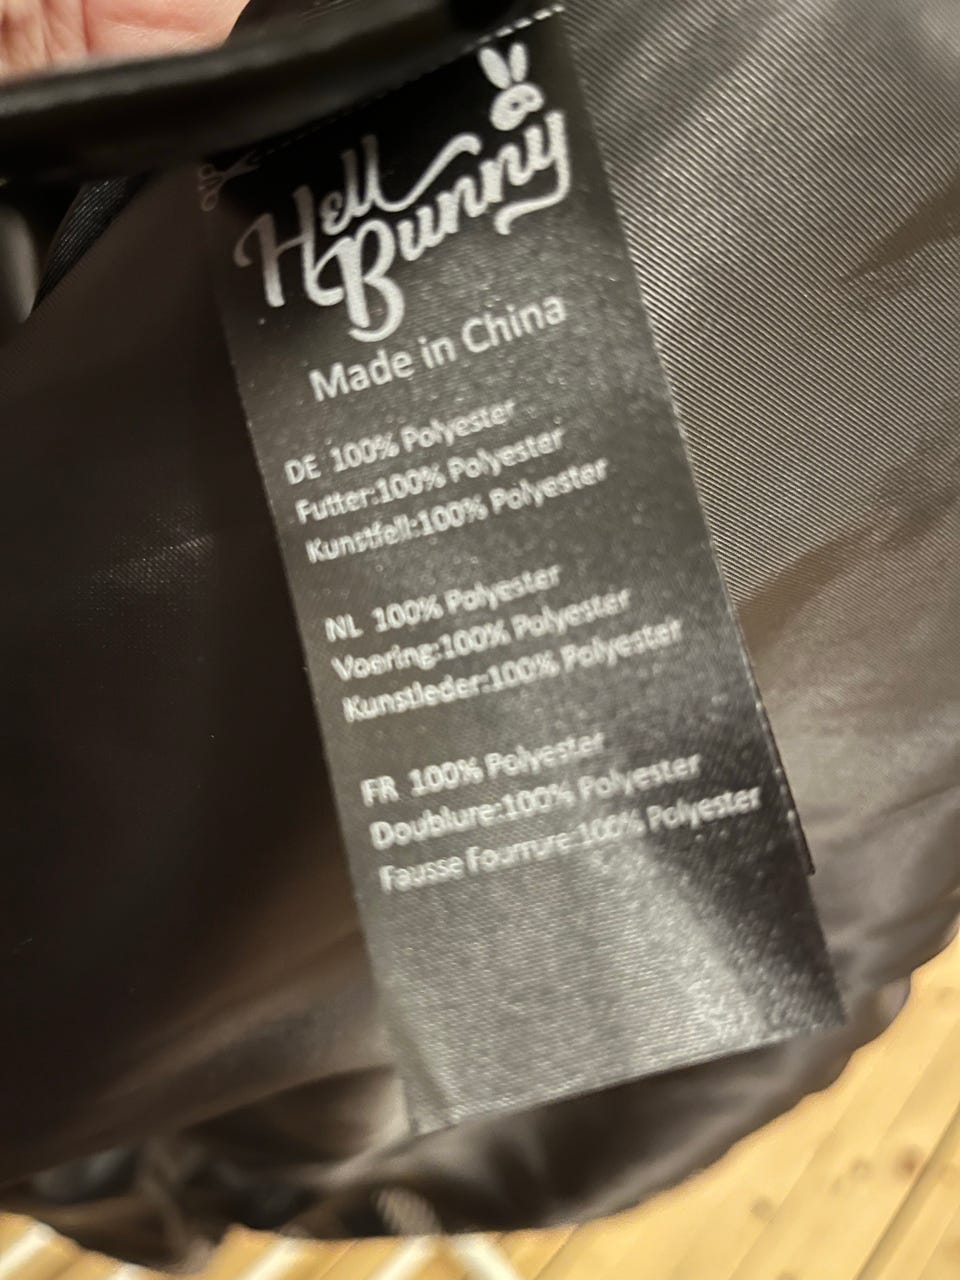 Hell
Bunny
Made in China
DE 100% Polyester
Futter:100% Polyester
Kunstfell:100% Polyester
NL 100% Polyester
Voering:100% Polyester
Kunstleder:100% Polyester
FR 100% Polyester
Doublure:100% Polyester
Fausse Fourrure:100% Polyester